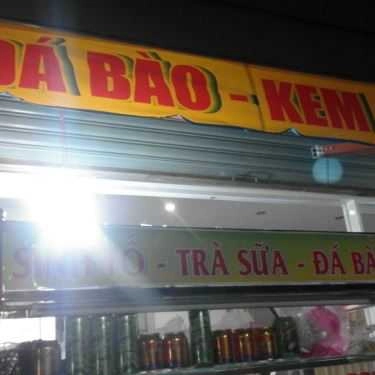 ĐÁ BÀO - KEM
TRÀ SỮA - ĐÁ BÀ